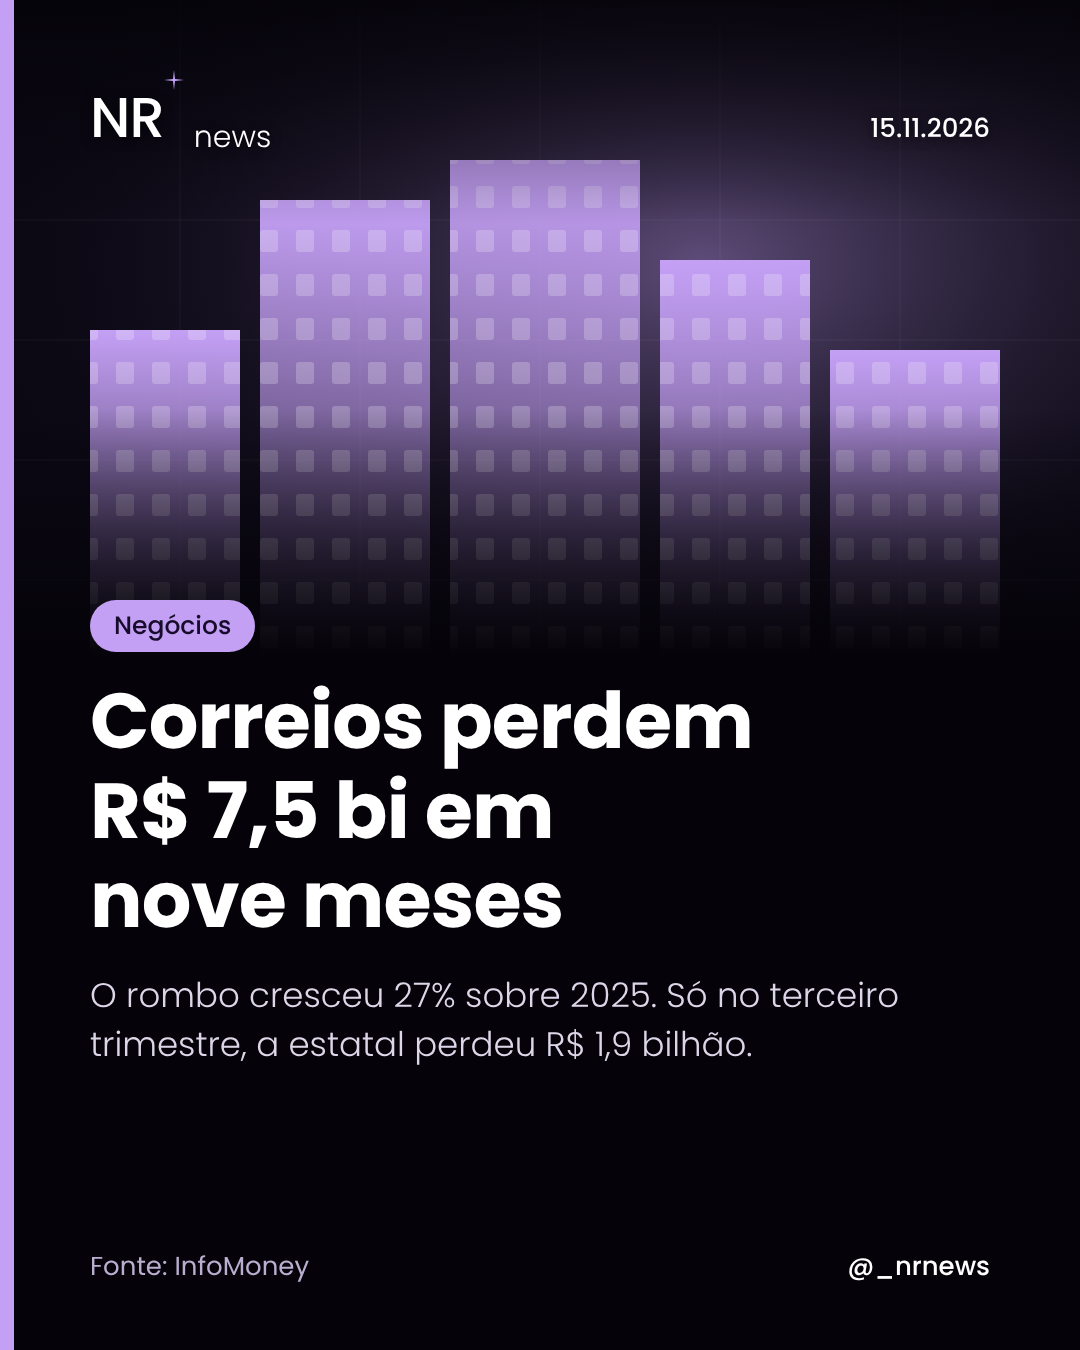 NR
news
15.11.2026
Negócios
Correios perdem
R$ 7,5 bi em
nove meses
O rombo cresceu 27% sobre 2025. Só no terceiro
trimestre, a estatal perdeu R$ 1,9 bilhão.
Fonte: InfoMoney
@_nrnews